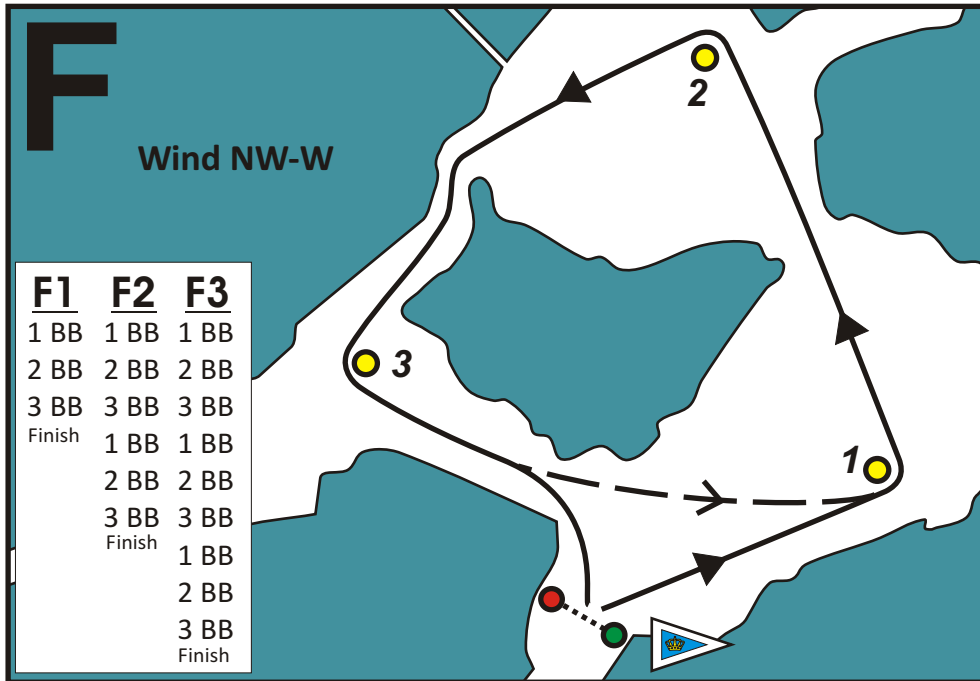 F
Wind NW-W
2
3
1
F1 F2 F3
1 BB 1 BB 1 BB
2 BB 2 BB 2 BB
3 BB 3 BB 3 BB
Finish 1 BB 1 BB
2 BB 2 BB
3 BB 3 BB
Finish 1 BB
2 BB
3 BB
Finish